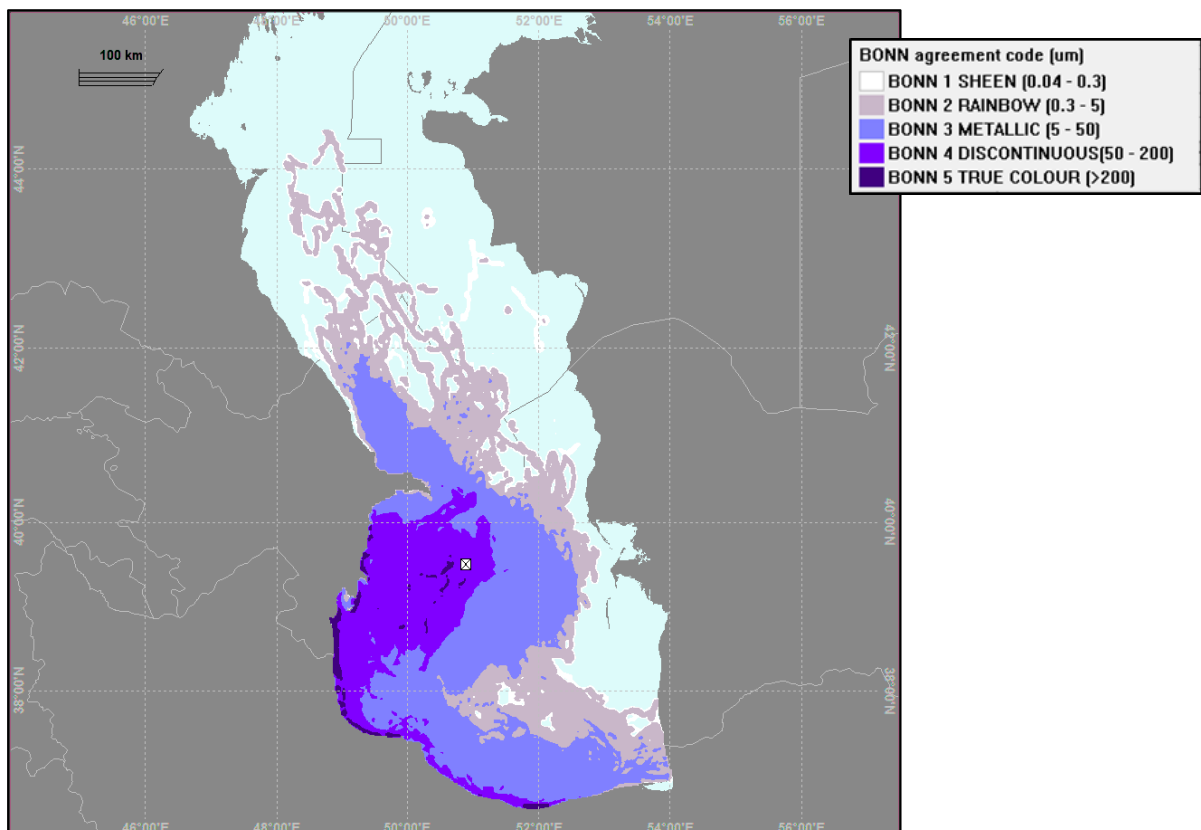 46°00'E 48°00'E 50°00'E 52°00'E 54°00'E 56°00'E
100 km
BONN agreement code (um)
BONN 1 SHEEN (0.04 - 0.3)
BONN 2 RAINBOW (0.3 - 5)
BONN 3 METALLIC (5 - 50)
BONN 4 DISCONTINUOUS(50 - 200)
BONN 5 TRUE COLOUR (>200)
44°00'N
42°00'N 42°00'N
40°00'N 40°00'N
38°00'N 38°00'N
46°00'E 48°00'E 50°00'E 52°00'E 54°00'E 56°00'E